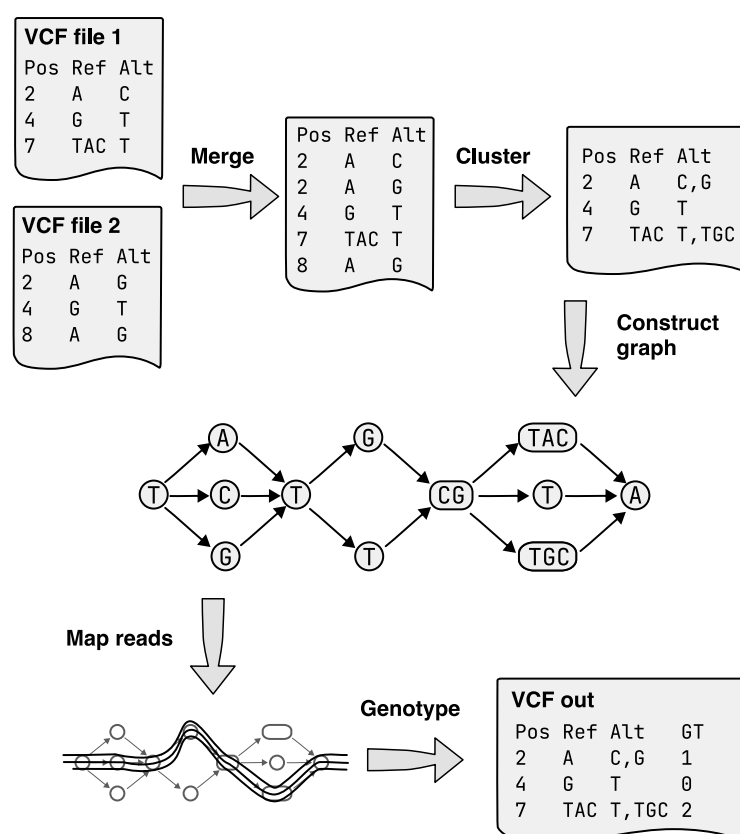 VCF file 1
Pos Ref Alt
2 A C
4 G T
7 TAC T
VCF file 2
Pos Ref Alt
2 A G
4 G T
8 A G
Merge
Pos Ref Alt
2 A C
2 A G
4 G T
7 TAC T
8 A G
Cluster
Pos Ref Alt
2 A C,G
4 G T
7 TAC T,TGC
Construct
graph
A G TAC
T C T CG T A
G T TGC
Map reads
Genotype
VCF out
Pos Ref Alt GT
2 A C,G 1
4 G T 0
7 TAC T,TGC 2